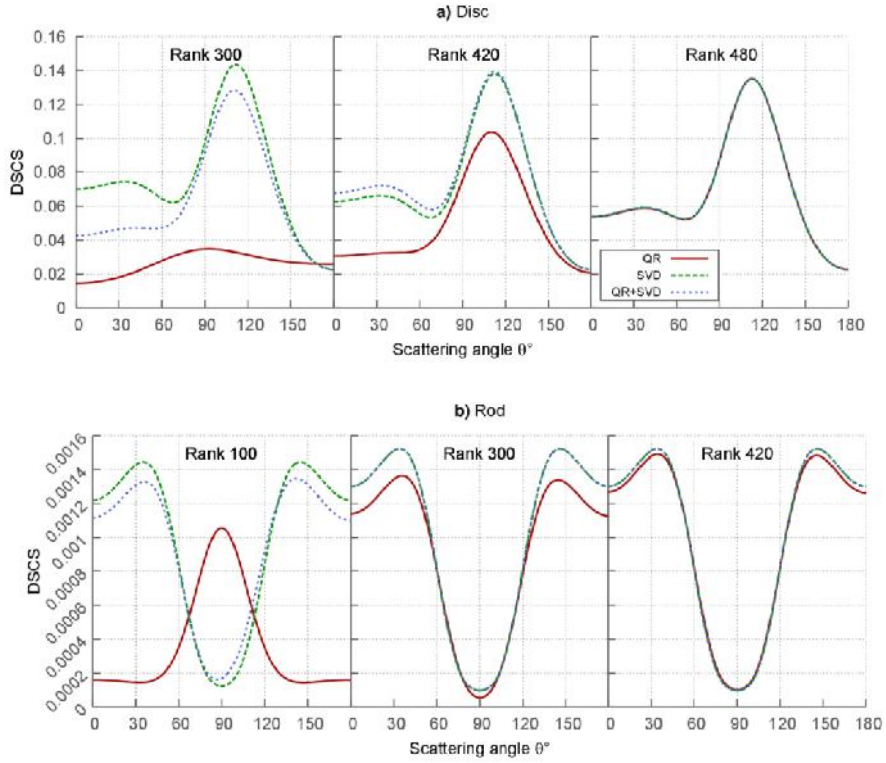 a) Disc
Rank 300
Rank 420
Rank 480
0.16
0.14
0.12
0.1
0.08
0.06
0.04
0.02
0
DSCS
QR
SVD
QR+SVD
0 30 60 90 120 150 0 30 60 90 120 150 0 30 60 90 120 150 180
Scattering angle θ°
b) Rod
Rank 100
Rank 300
Rank 420
0.0016
0.0014
0.0012
0.001
0.0008
0.0006
0.0004
0.0002
0
DSCS
0 30 60 90 120 150 0 30 60 90 120 150 0 30 60 90 120 150 180
Scattering angle θ°